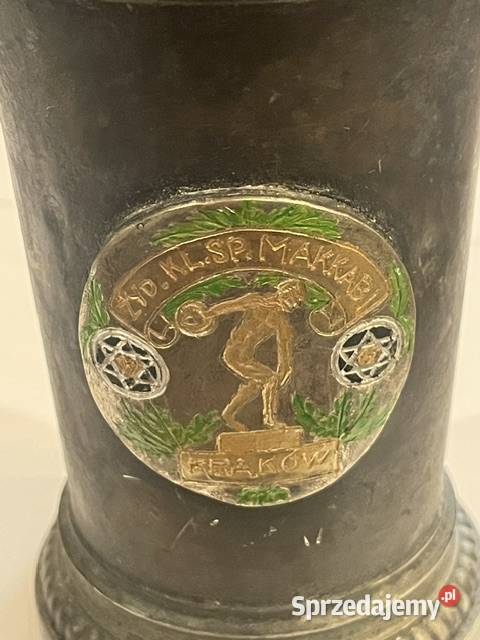 ŻYD. KL. SP. MAKKABI
KRAKÓW
Sprzedajemy.pl